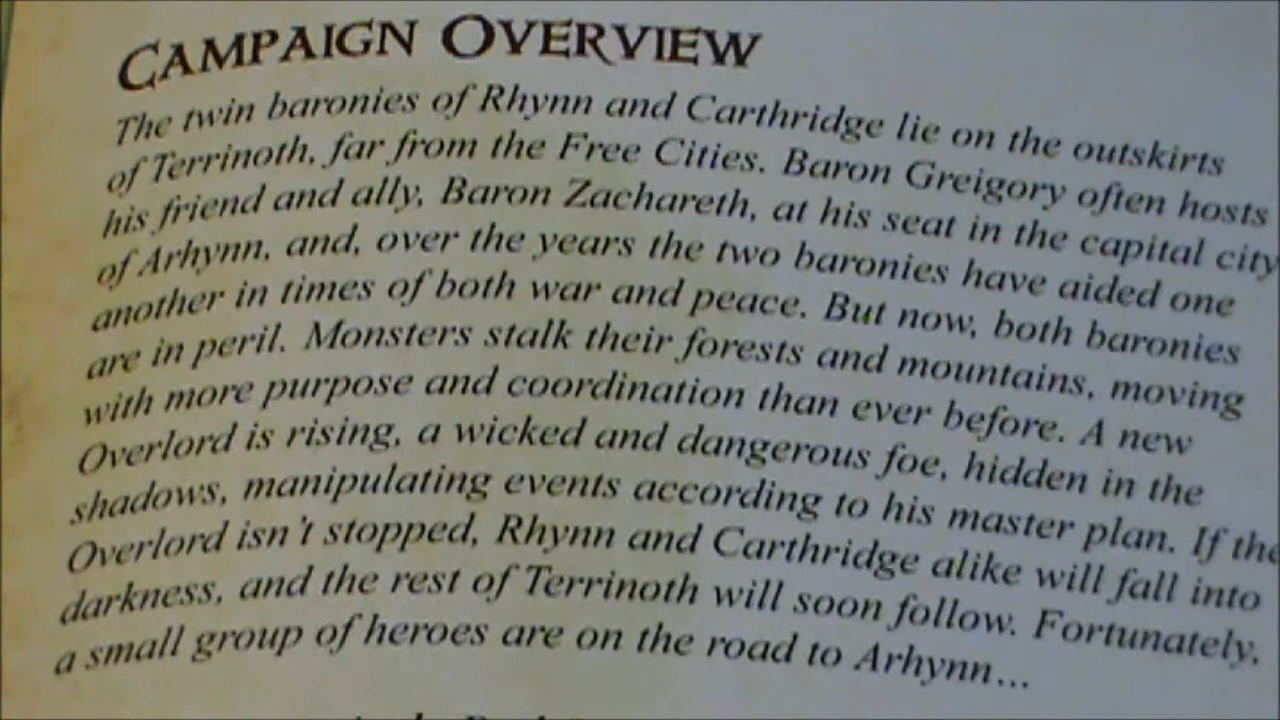 CAMPAIGN OVERVIEW
The twin baronies of Rhynn and Carthridge lie on the outskirts
of Terrinoth, far from the Free Cities. Baron Greigory often hosts
his friend and ally, Baron Zachareth, at his seat in the capital city
of Arhynn, and, over the years the two baronies have aided one
another in times of both war and peace. But now, both baronies
are in peril. Monsters stalk their forests and mountains, moving
with more purpose and coordination than ever before. A new
Overlord is rising, a wicked and dangerous foe, hidden in the
shadows, manipulating events according to his master plan. If the
Overlord isn't stopped, Rhynn and Carthridge alike will fall into
darkness, and the rest of Terrinoth will soon follow. Fortunately,
a small group of heroes are on the road to Arhynn...